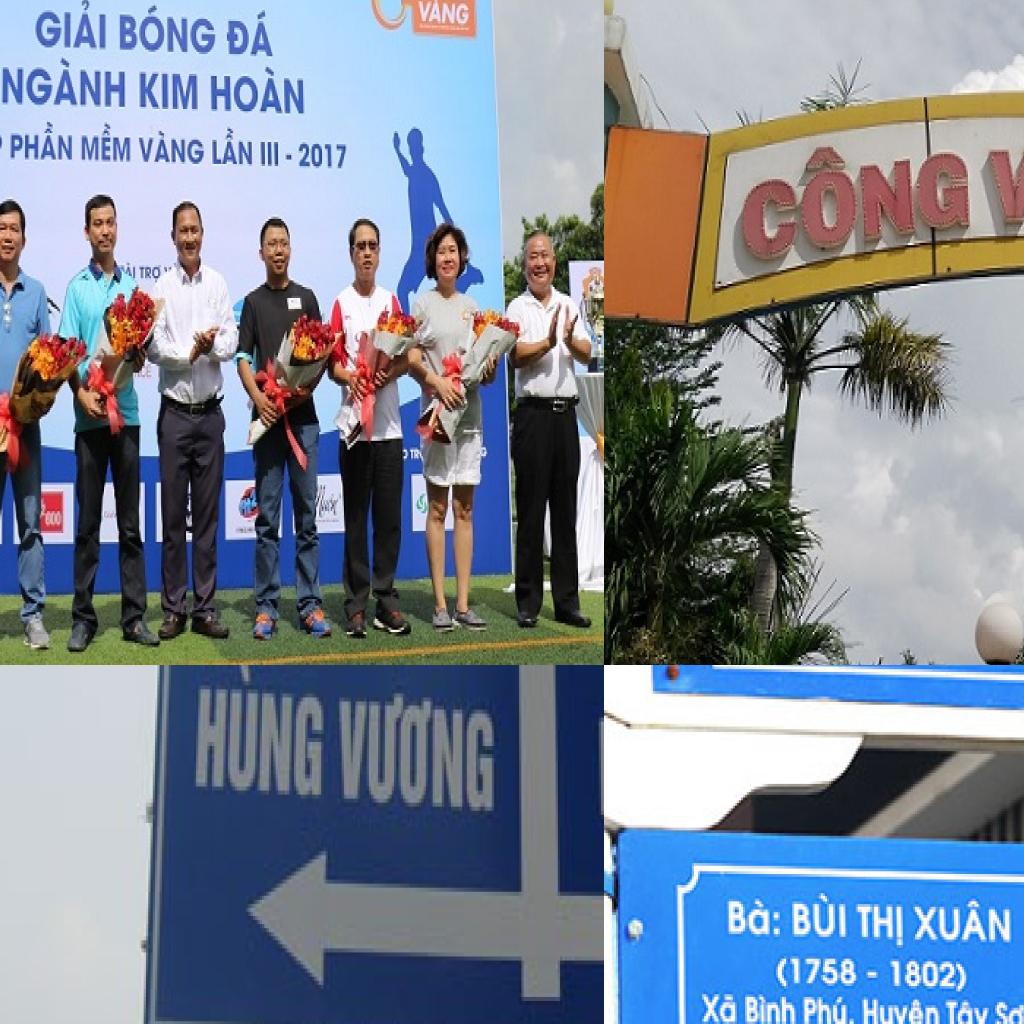 VÀNG
GIẢI BÓNG ĐÁ
NGÀNH KIM HOÀN
PHẦN MỀM VÀNG LẦN III - 2017
CÔNG
HÙNG VƯƠNG
Bà: BÙI THỊ XUÂN
(1758 - 1802)
Xã Bình Phú, Huyện Tây